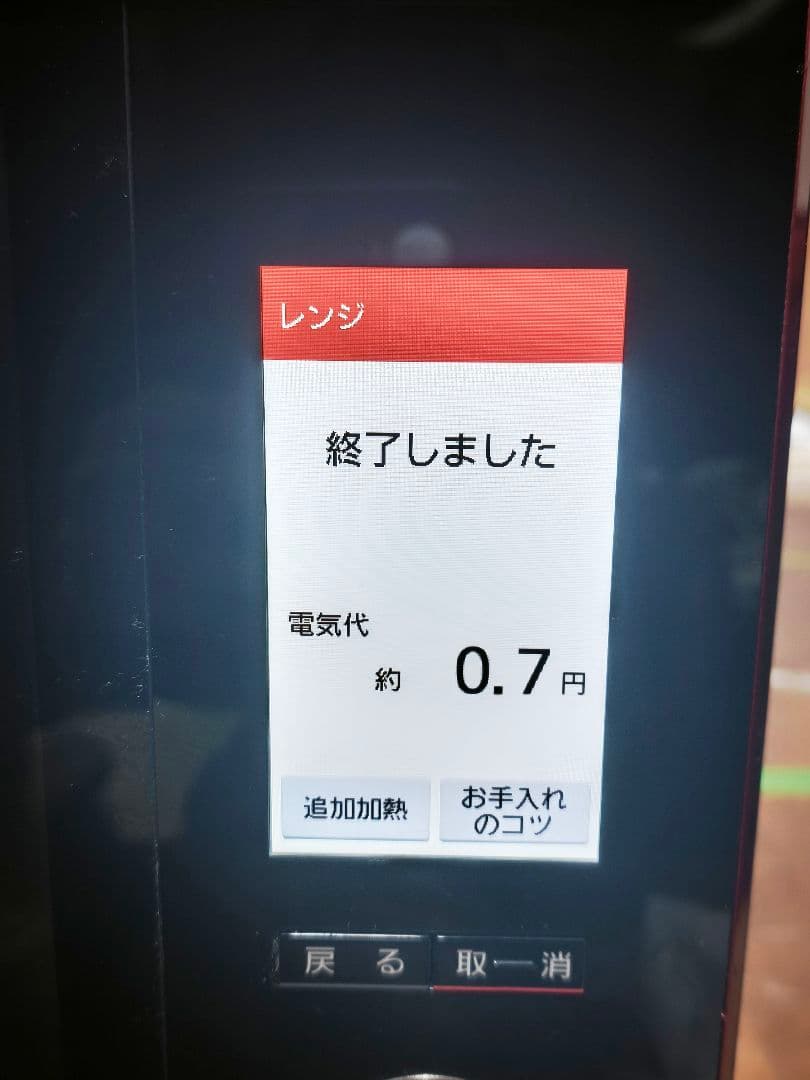 レンジ
終了しました
電気代
約 0.7円
追加加熱
お手入れ
のコツ
戻る
取消